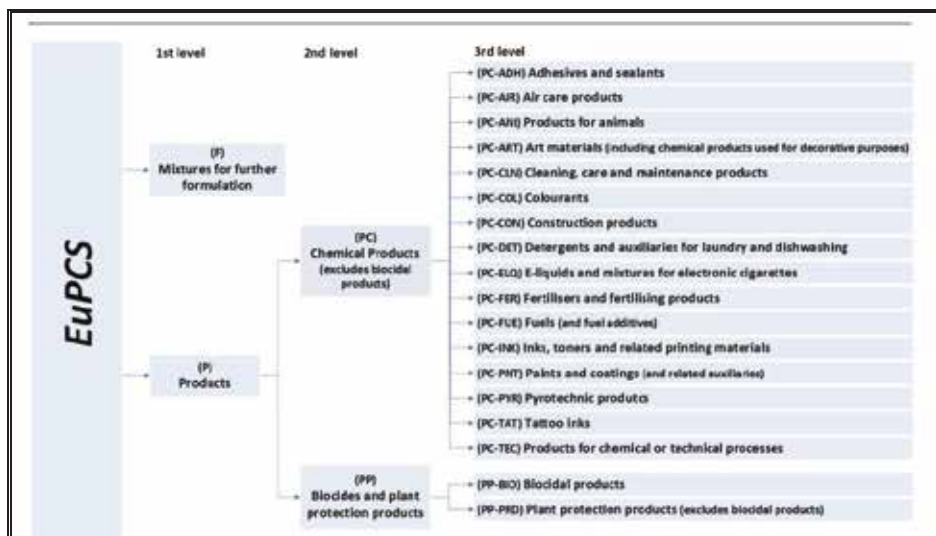 1st level
2nd level
3rd level
EuPCS
(F)
Mixtures for further
formulation
(P)
Products
(PC)
Chemical Products
(excludes biocidal
products)
(PP)
Biocides and plant
protection products
(PC-ADH) Adhesives and sealants
(PC-AIR) Air care products
(PC-ANI) Products for animals
(PC-ART) Art materials (including chemical products used for decorative purposes)
(PC-CLN) Cleaning, care and maintenance products
(PC-COL) Colourants
(PC-CON) Construction products
(PC-DET) Detergents and auxiliaries for laundry and dishwashing
(PC-ELQ) E-liquids and mixtures for electronic cigarettes
(PC-FER) Fertilisers and fertilising products
(PC-FUE) Fuels (and fuel additives)
(PC-INK) Inks, toners and related printing materials
(PC-PNT) Paints and coatings (and related auxiliaries)
(PC-PYR) Pyrotechnic produtcs
(PC-TAT) Tattoo inks
(PC-TEC) Products for chemical or technical processes
(PP-BIO) Biocidal products
(PP-PRD) Plant protection products (excludes biocidal products)